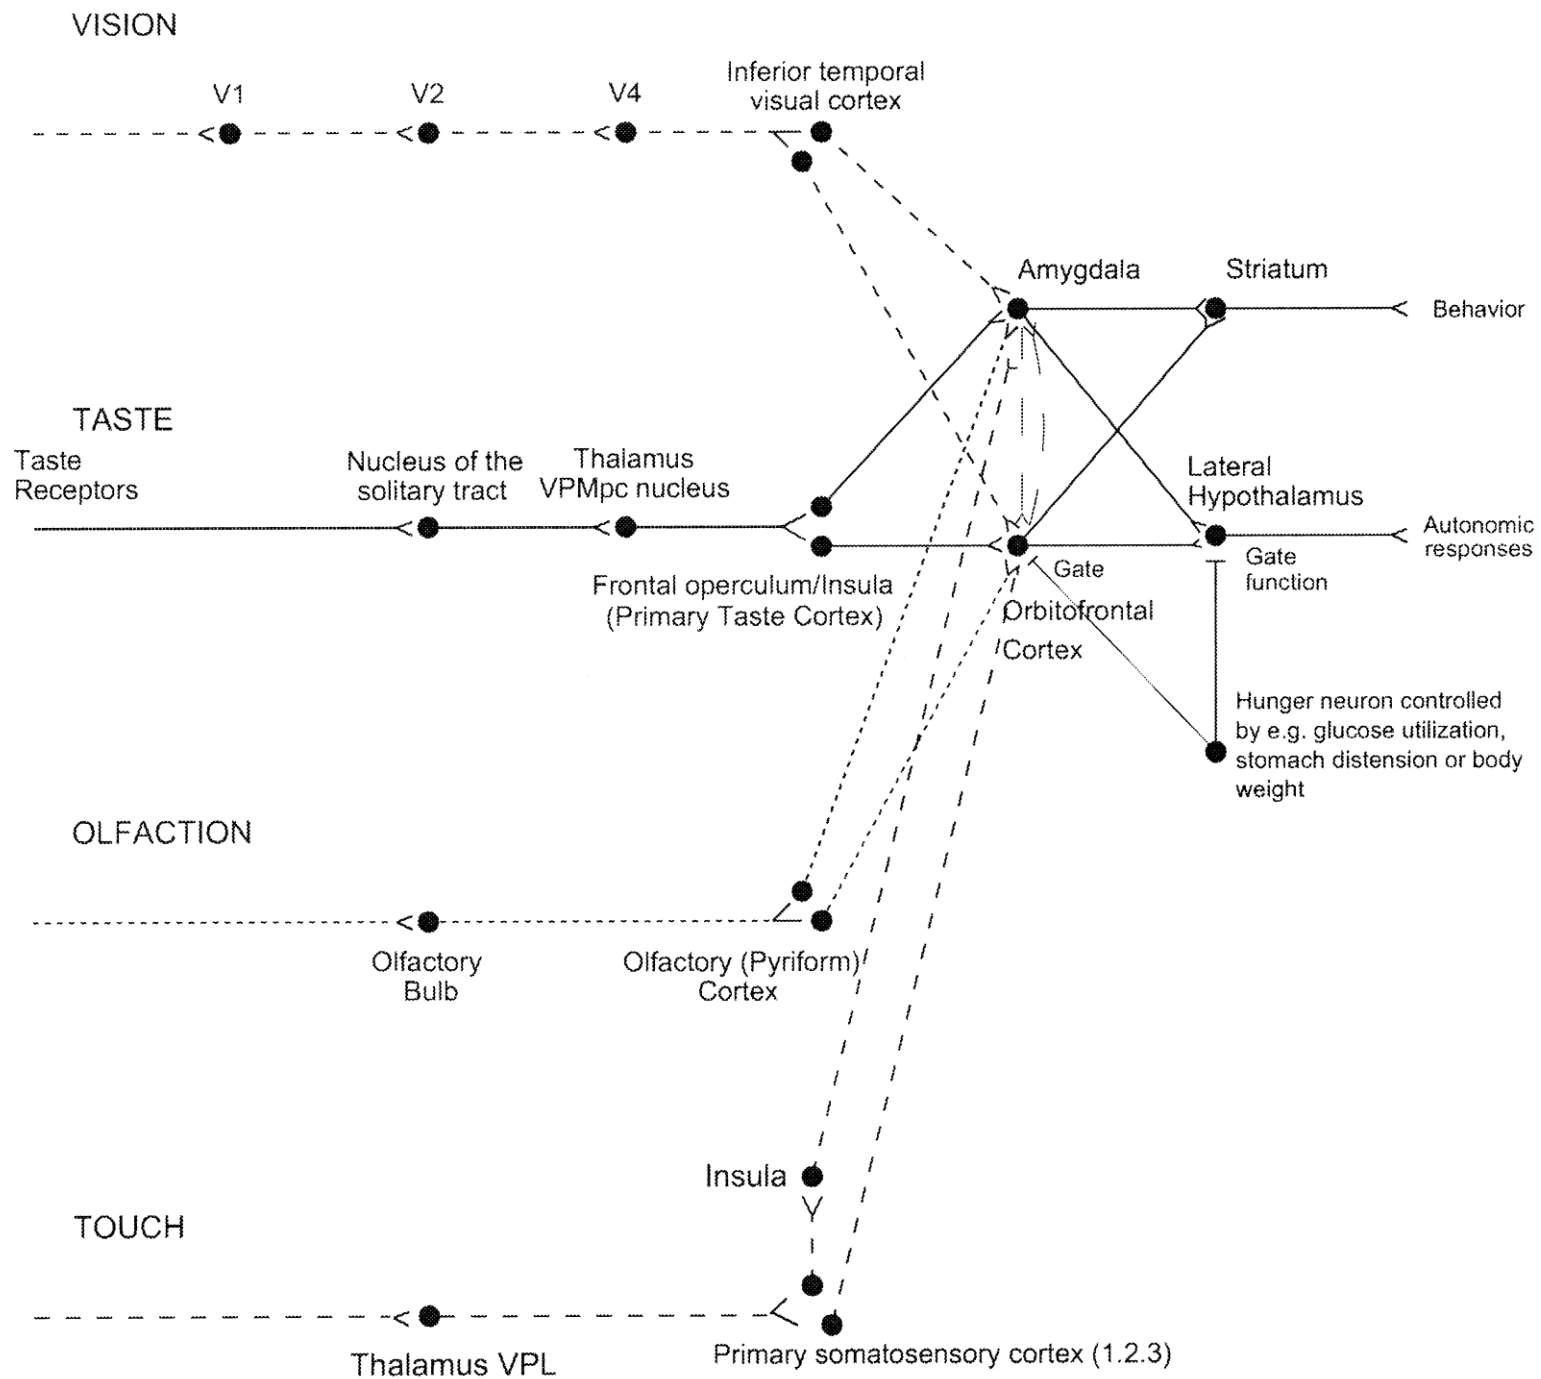 VISION
V1
V2
V4
Inferior temporal
visual cortex
Amygdala
Striatum
Behavior
TASTE
Taste
Receptors
Nucleus of the
solitary tract
Thalamus
VPMpc nucleus
Lateral
Hypothalamus
Autonomic
responses
Gate
function
Gate
Frontal operculum/Insula
(Primary Taste Cortex)
Orbitofrontal
Cortex
Hunger neuron controlled
by e.g. glucose utilization,
stomach distension or body
weight
OLFACTION
Olfactory
Bulb
Olfactory (Pyriform)
Cortex
Insula
TOUCH
Thalamus VPL
Primary somatosensory cortex (1.2.3)